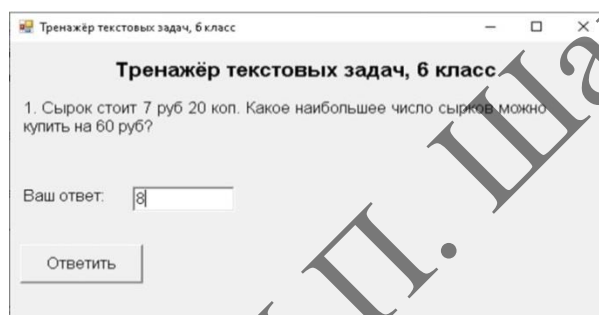 Тренажёр текстовых задач, 6 класс
Тренажёр текстовых задач, 6 класс
1. Сырок стоит 7 руб 20 коп. Какое наибольшее число сырков можно
купить на 60 руб?
Ваш ответ:
8
Ответить
П. Ша